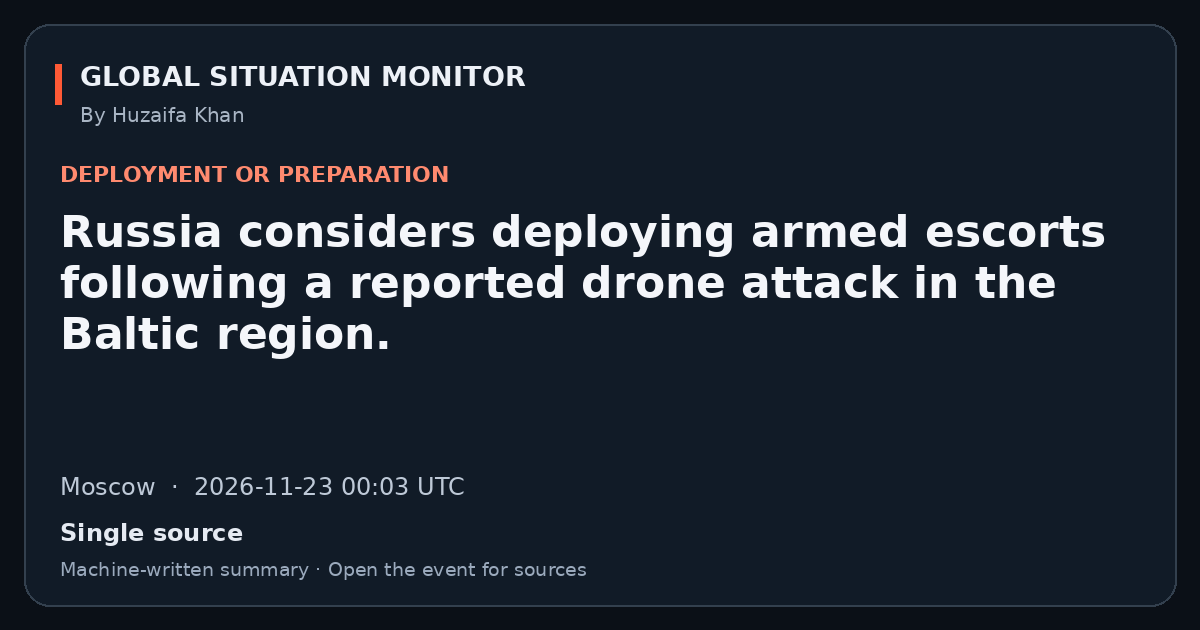 GLOBAL SITUATION MONITOR
By Huzaifa Khan
DEPLOYMENT OR PREPARATION
Russia considers deploying armed escorts
following a reported drone attack in the
Baltic region.
Moscow · 2026-11-23 00:03 UTC
Single source
Machine-written summary · Open the event for sources